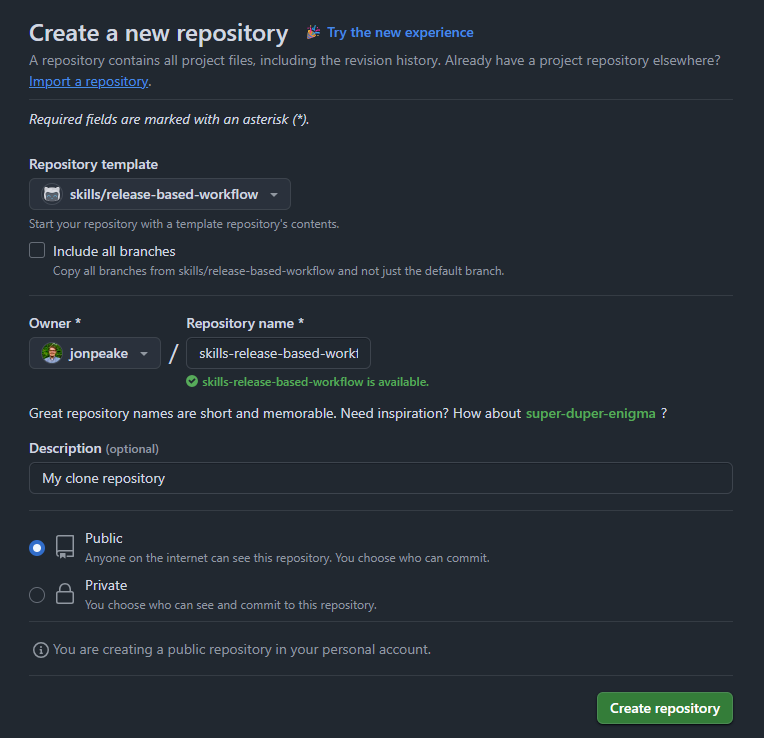 Create a new repository Try the new experience
A repository contains all project files, including the revision history. Already have a project repository elsewhere?
Import a repository.
Required fields are marked with an asterisk (*).
Repository template
skills/release-based-workflow
Start your repository with a template repository's contents.
Include all branches
Copy all branches from skills/release-based-workflow and not just the default branch.
Owner * Repository name *
jonpeake / skills-release-based-workf
skills-release-based-workflow is available.
Great repository names are short and memorable. Need inspiration? How about super-duper-enigma ?
Description (optional)
My clone repository
Public
Anyone on the internet can see this repository. You choose who can commit.
Private
You choose who can see and commit to this repository.
You are creating a public repository in your personal account.
Create repository